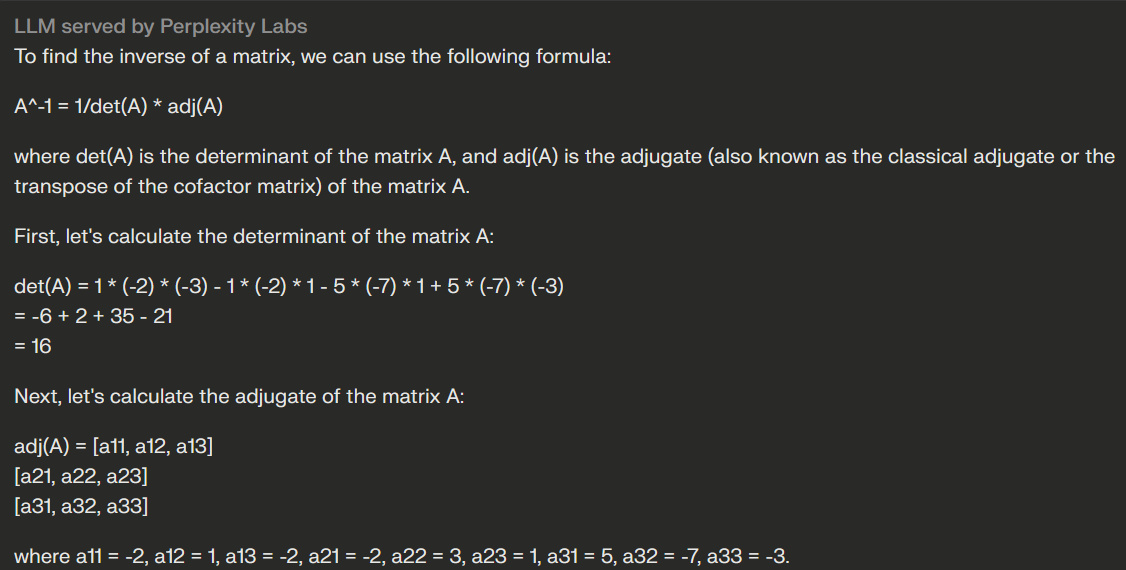 LLM served by Perplexity Labs
To find the inverse of a matrix, we can use the following formula:
A^-1 = 1/det(A) * adj(A)
where det(A) is the determinant of the matrix A, and adj(A) is the adjugate (also known as the classical adjugate or the
transpose of the cofactor matrix) of the matrix A.
First, let's calculate the determinant of the matrix A:
det(A) = 1 * (-2) * (-3) - 1 * (-2) * 1 - 5 * (-7) * 1 + 5 * (-7) * (-3)
= -6 + 2 + 35 - 21
= 16
Next, let's calculate the adjugate of the matrix A:
adj(A) = [a11, a12, a13]
[a21, a22, a23]
[a31, a32, a33]
where a11 = -2, a12 = 1, a13 = -2, a21 = -2, a22 = 3, a23 = 1, a31 = 5, a32 = -7, a33 = -3.